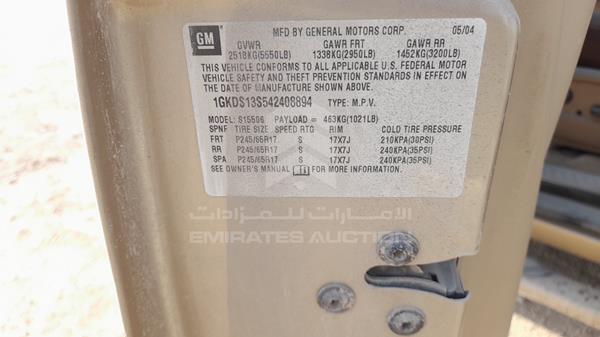 GM
MFD BY GENERAL MOTORS CORP. 05/04
GVWR GAWR FRT GAWR RR
2518KG(5550LB) 1338KG(2950LB) 1452KG(3200LB)
THIS VEHICLE CONFORMS TO ALL APPLICABLE U.S. FEDERAL MOTOR
VEHICLE SAFETY AND THEFT PREVENTION STANDARDS IN EFFECT ON
THE DATE OF MANUFACTURE SHOWN ABOVE.
1GKDS13S542408894 TYPE: M.P.V.
MODEL: S15506 PAYLOAD = 463KG(1021LB)
SPNF TIRE SIZE SPEED RTG RIM COLD TIRE PRESSURE
FRT P245/65R17 S 17X7J 210KPA(30PSI)
RR P245/65R17 S 17X7J 240KPA(35PSI)
SPA P245/65R17 S 17X7J 240KPA(35PSI)
SEE OWNER'S MANUAL FOR MORE INFORMATION.
الإمارات للمزادات
EMIRATES AUCTION